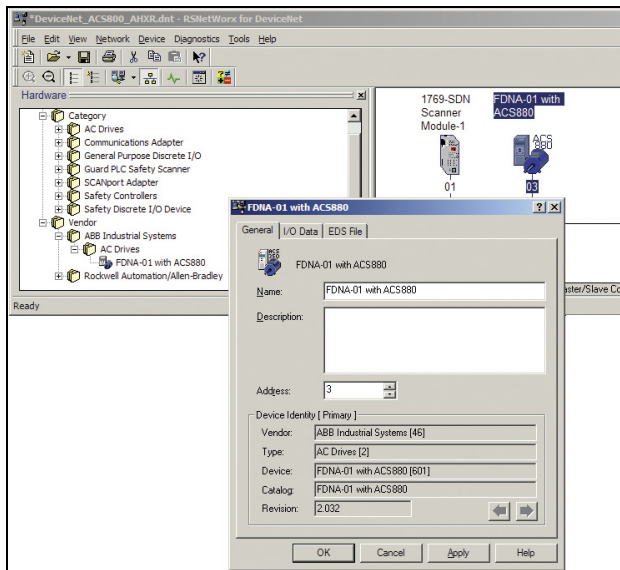 *DeviceNet_ACS800_AHXR.dnt - RSNetWorx for DeviceNet
File Edit View Network Device Diagnostics Tools Help
Hardware
Category
AC Drives
Communications Adapter
General Purpose Discrete I/O
Guard PLC Safety Scanner
SCANport Adapter
Safety Controllers
Safety Discrete I/O Device
Vendor
ABB Industrial Systems
AC Drives
FDNA-01 with ACS880
Rockwell Automation/Allen-Bradley
Ready
1769-SDN
Scanner
Module-1
01
FDNA-01 with
ACS880
ACS
880
03
aster/Slave Co
FDNA-01 with ACS880
General I/O Data EDS File
FDNA-01 with ACS880
Name: FDNA-01 with ACS880
Description:
Address: 3
Device Identity [ Primary ]
Vendor: ABB Industrial Systems [46]
Type: AC Drives [2]
Device: FDNA-01 with ACS880 [601]
Catalog: FDNA-01 with ACS880
Revision: 2.032
OK Cancel Apply Help